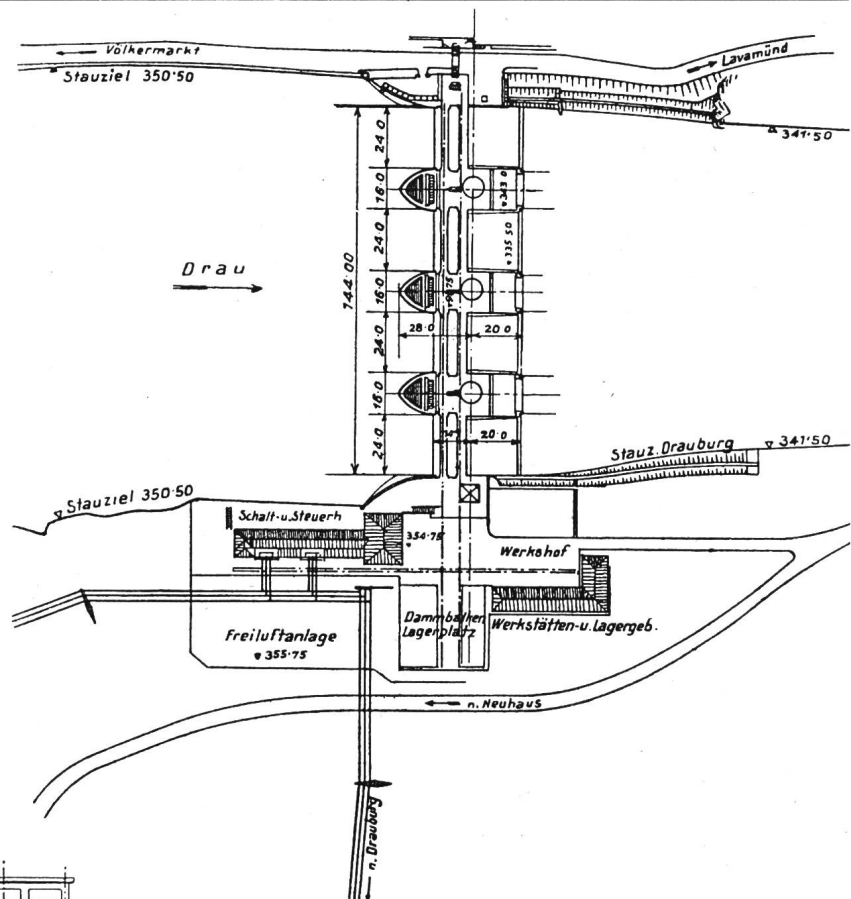 Völkermarkt
Stauziel 350·50
Lavamünd
341·50
24·0
16·0
24·0
16·0
24·0
16·0
24·0
144·00
343·0
335·50
Drau
28·0
20·0
20·0
Stauz. Drauburg
341·50
Stauziel 350·50
Schalt-u.Steuerh
354·75
Werkshof
Dammbalken
Lagerplatz
Werkstätten-u.Lagergeb.
Freiluftanlage
355·75
n. Neuhaus
n. Drauburg